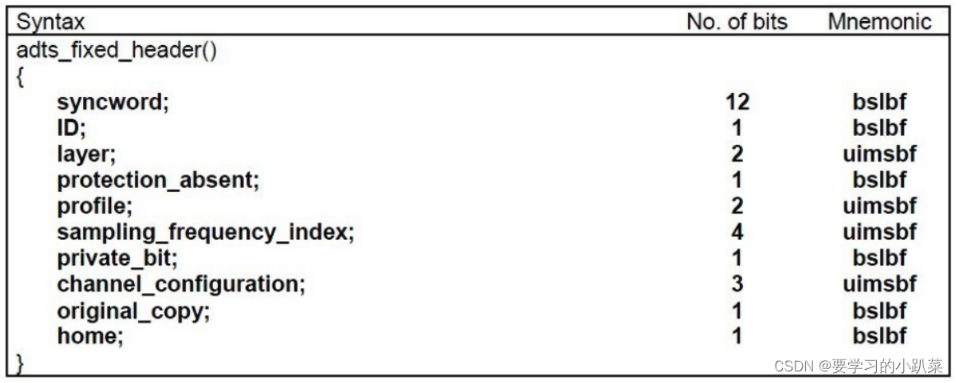 Syntax No. of bits Mnemonic
adts_fixed_header()
{
syncword; 12 bslbf
ID; 1 bslbf
layer; 2 uimsbf
protection_absent; 1 bslbf
profile; 2 uimsbf
sampling_frequency_index; 4 uimsbf
private_bit; 1 bslbf
channel_configuration; 3 uimsbf
original_copy; 1 bslbf
home; 1 bslbf
}
CSDN @要学习的小趴菜